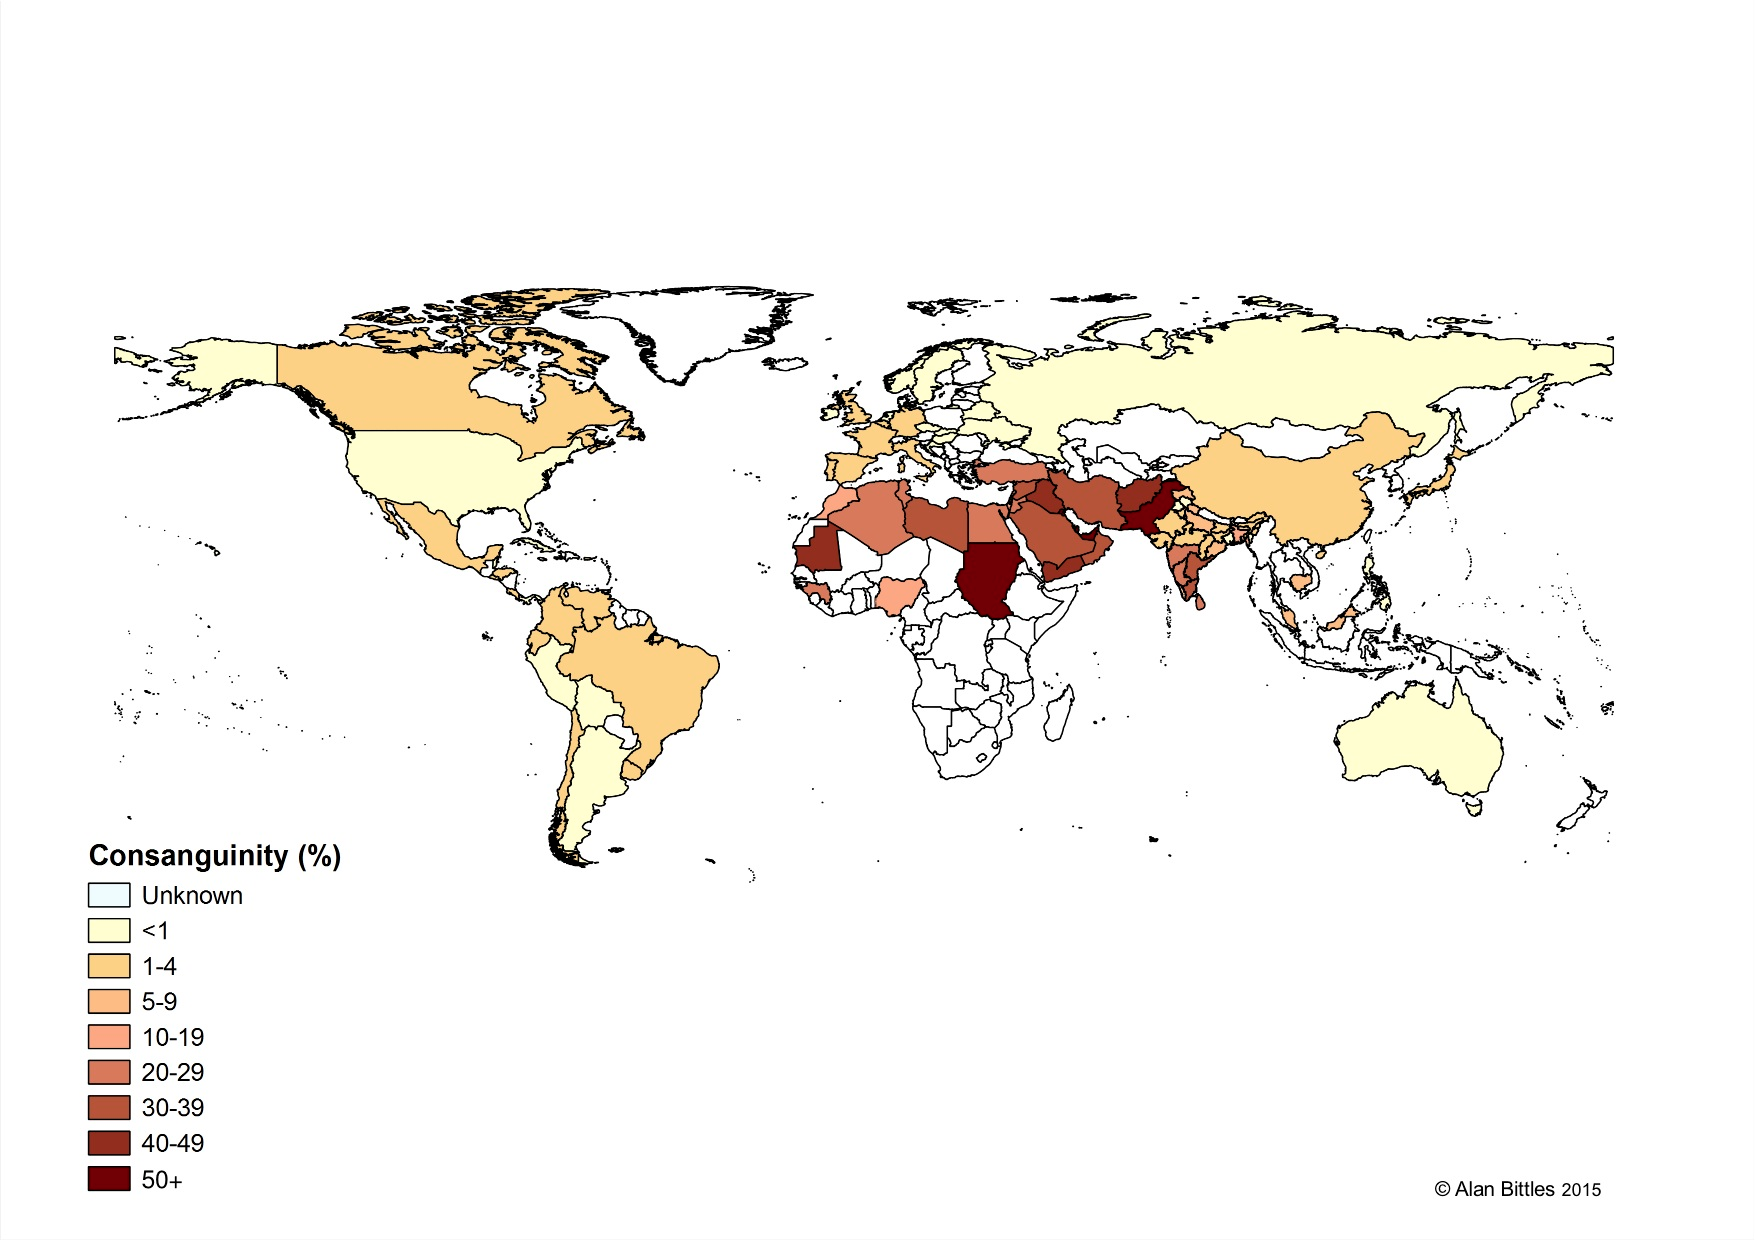 Consanguinity (%)
Unknown
<1
1-4
5-9
10-19
20-29
30-39
40-49
50+
© Alan Bittles 2015